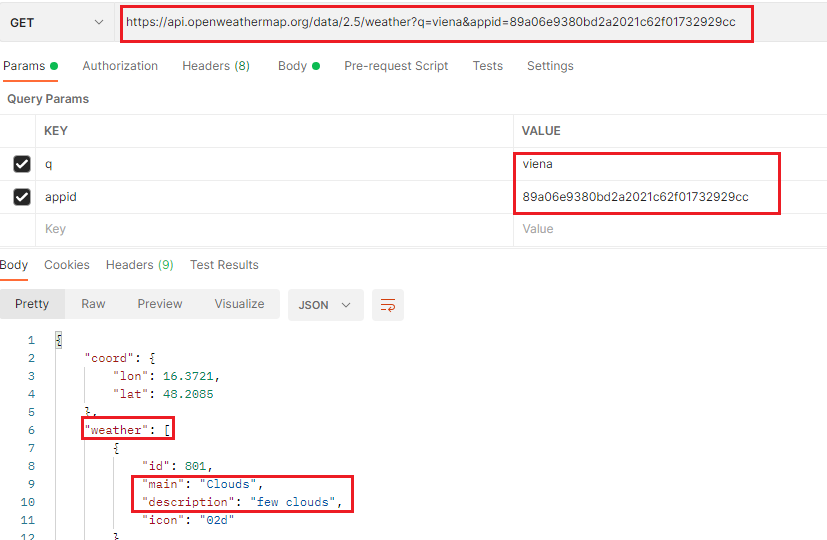 GET https://api.openweathermap.org/data/2.5/weather?q=viena&appid=89a06e9380bd2a2021c62f01732929cc
Params Authorization Headers (8) Body Pre-request Script Tests Settings
Query Params
KEY VALUE
q viena
appid 89a06e9380bd2a2021c62f01732929cc
Key Value
Body Cookies Headers (9) Test Results
Pretty Raw Preview Visualize JSON
1 {
2 "coord": {
3 "lon": 16.3721,
4 "lat": 48.2085
5 },
6 "weather": [
7 {
8 "id": 801,
9 "main": "Clouds",
10 "description": "few clouds",
11 "icon": "02d"
12 }